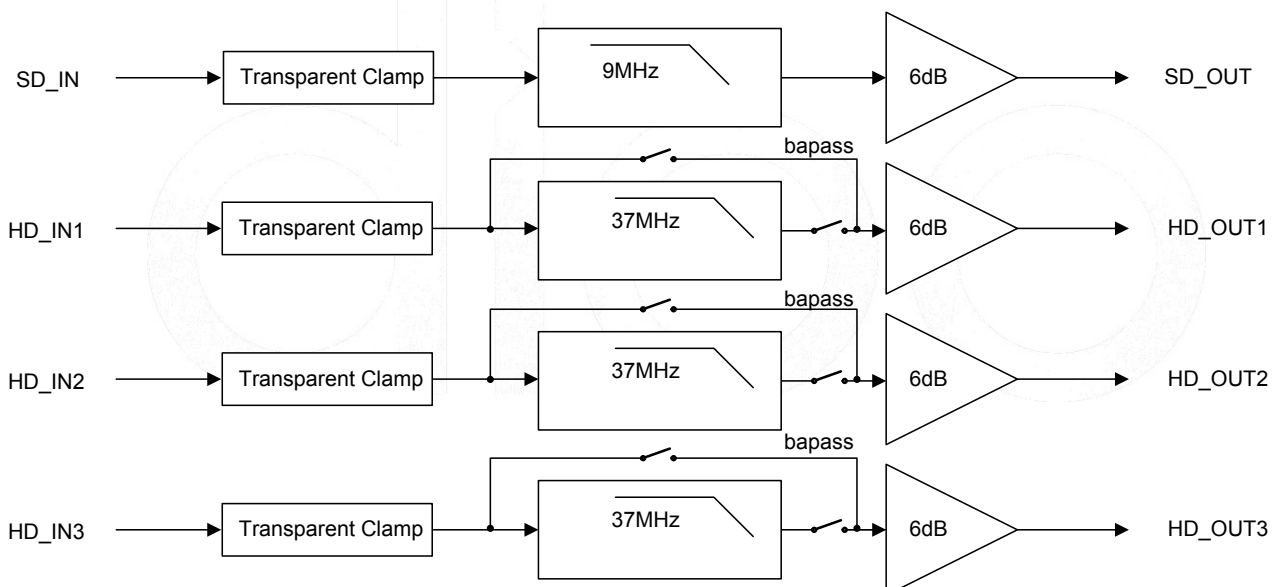 SD_IN Transparent Clamp 9MHz 6dB SD_OUT
bapass
HD_IN1 Transparent Clamp 37MHz 6dB HD_OUT1
bapass
HD_IN2 Transparent Clamp 37MHz 6dB HD_OUT2
bapass
HD_IN3 Transparent Clamp 37MHz 6dB HD_OUT3